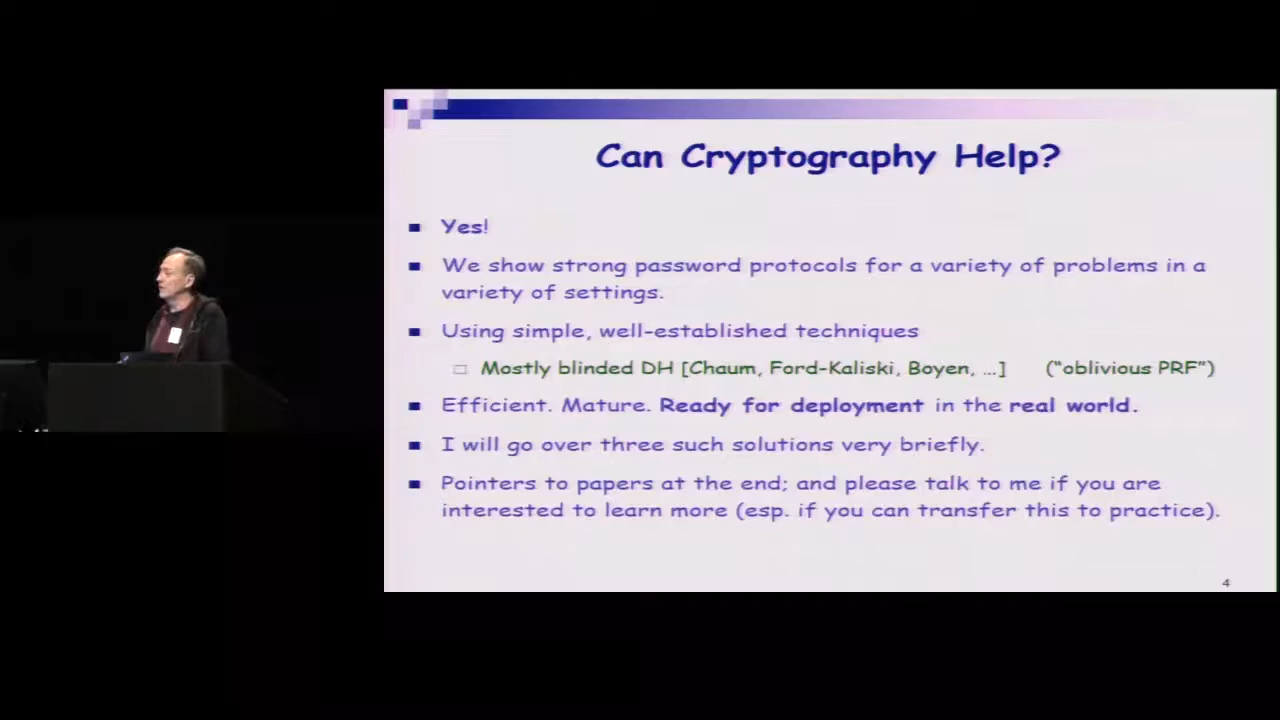 Can Cryptography Help?
Yes!
We show strong password protocols for a variety of problems in a
variety of settings.
Using simple, well-established techniques
Mostly blinded DH [Chaum, Ford-Kaliski, Boyen, …] ("oblivious PRF")
Efficient. Mature. Ready for deployment in the real world.
I will go over three such solutions very briefly.
Pointers to papers at the end; and please talk to me if you are
interested to learn more (esp. if you can transfer this to practice).
4